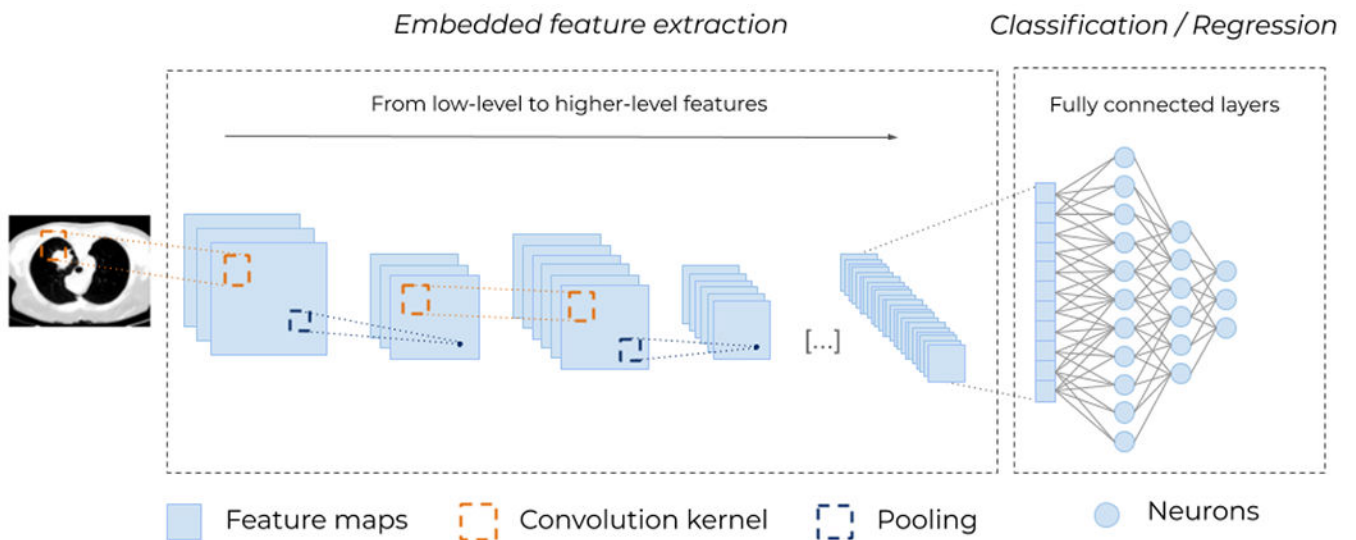 Embedded feature extraction
Classification / Regression
From low-level to higher-level features
Fully connected layers
[...]
Feature maps
Convolution kernel
Pooling
Neurons